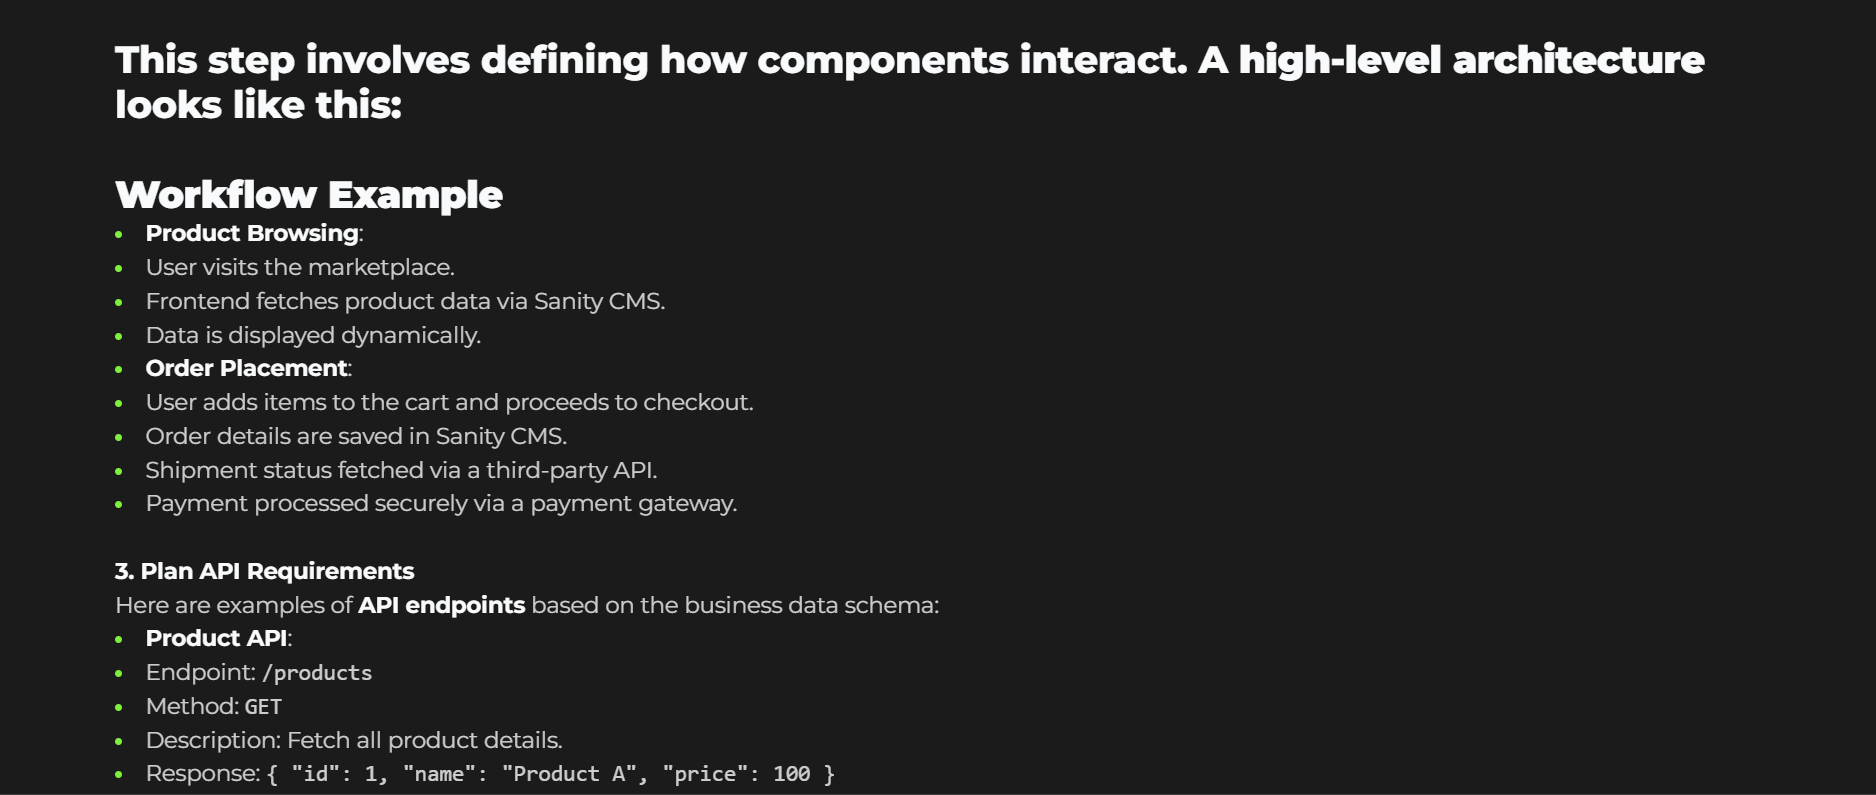 This step involves defining how components interact. A high-level architecture
looks like this:
Workflow Example
• Product Browsing:
• User visits the marketplace.
• Frontend fetches product data via Sanity CMS.
• Data is displayed dynamically.
• Order Placement:
• User adds items to the cart and proceeds to checkout.
• Order details are saved in Sanity CMS.
• Shipment status fetched via a third-party API.
• Payment processed securely via a payment gateway.
3. Plan API Requirements
Here are examples of API endpoints based on the business data schema:
• Product API:
• Endpoint: /products
• Method: GET
• Description: Fetch all product details.
• Response: { "id": 1, "name": "Product A", "price": 100 }